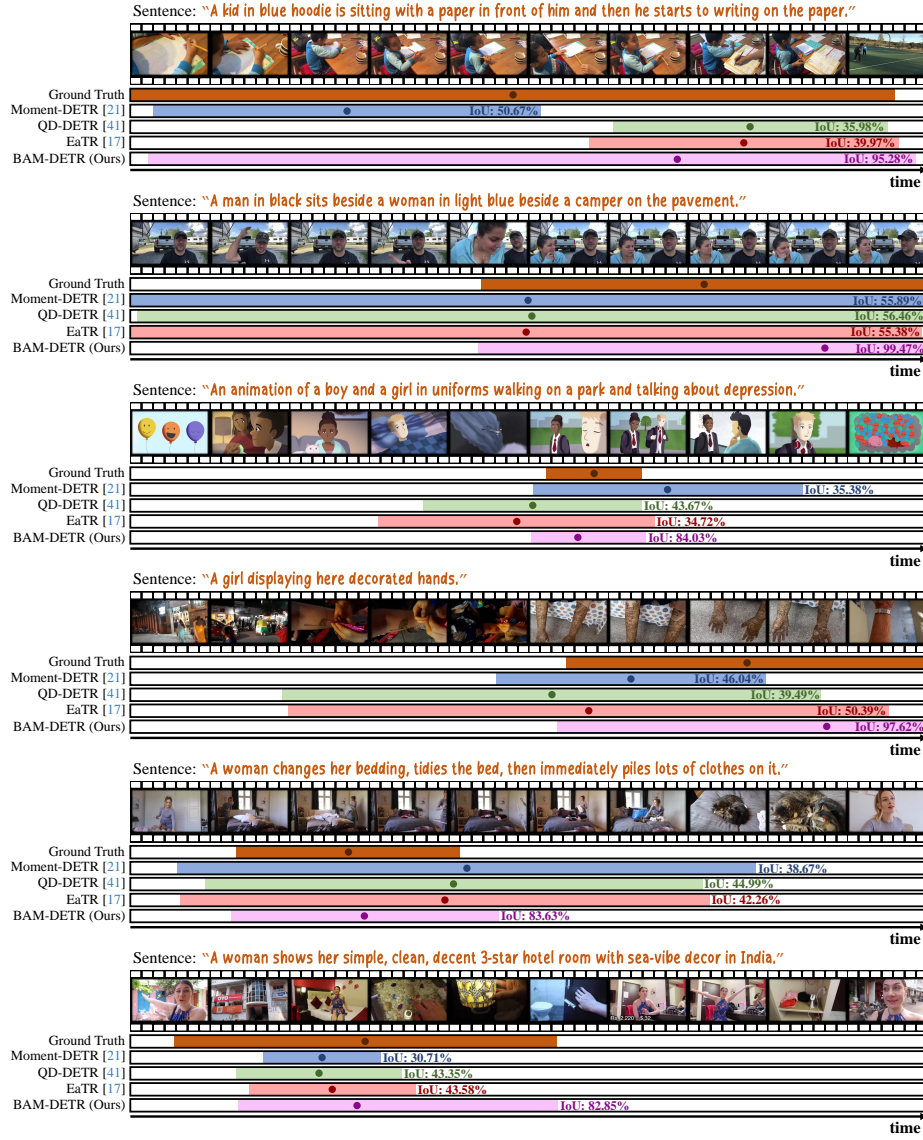 Sentence: “A kid in blue hoodie is sitting with a paper in front of him and then he starts to writing on the paper.”
Ground Truth
Moment-DETR [21] IoU: 50.67%
QD-DETR [41] IoU: 35.98%
EaTR [17] IoU: 39.97%
BAM-DETR (Ours) IoU: 95.28%
time
Sentence: “A man in black sits beside a woman in light blue beside a camper on the pavement.”
Ground Truth
Moment-DETR [21] IoU: 55.89%
QD-DETR [41] IoU: 56.46%
EaTR [17] IoU: 55.38%
BAM-DETR (Ours) IoU: 99.47%
time
Sentence: “An animation of a boy and a girl in uniforms walking on a park and talking about depression.”
Ground Truth
Moment-DETR [21] IoU: 35.38%
QD-DETR [41] IoU: 43.67%
EaTR [17] IoU: 34.72%
BAM-DETR (Ours) IoU: 84.03%
time
Sentence: “A girl displaying here decorated hands.”
Ground Truth
Moment-DETR [21] IoU: 46.04%
QD-DETR [41] IoU: 39.49%
EaTR [17] IoU: 50.39%
BAM-DETR (Ours) IoU: 97.62%
time
Sentence: “A woman changes her bedding, tidies the bed, then immediately piles lots of clothes on it.”
Ground Truth
Moment-DETR [21] IoU: 38.67%
QD-DETR [41] IoU: 44.99%
EaTR [17] IoU: 42.26%
BAM-DETR (Ours) IoU: 83.63%
time
Sentence: “A woman shows her simple, clean, decent 3-star hotel room with sea-vibe decor in India.”
OYO
Ground Truth
Moment-DETR [21] IoU: 30.71%
QD-DETR [41] IoU: 43.35%
EaTR [17] IoU: 43.58%
BAM-DETR (Ours) IoU: 82.85%
time